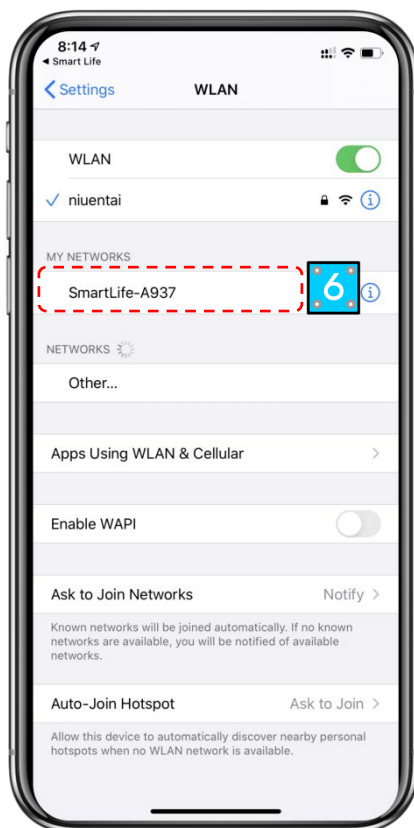 8:14
◀ Smart Life
Settings
WLAN
WLAN
niuentai
MY NETWORKS
SmartLife-A937
6
NETWORKS
Other...
Apps Using WLAN & Cellular
Enable WAPI
Ask to Join Networks Notify
Known networks will be joined automatically. If no known
networks are available, you will be notified of available
networks.
Auto-Join Hotspot Ask to Join
Allow this device to automatically discover nearby personal
hotspots when no WLAN network is available.